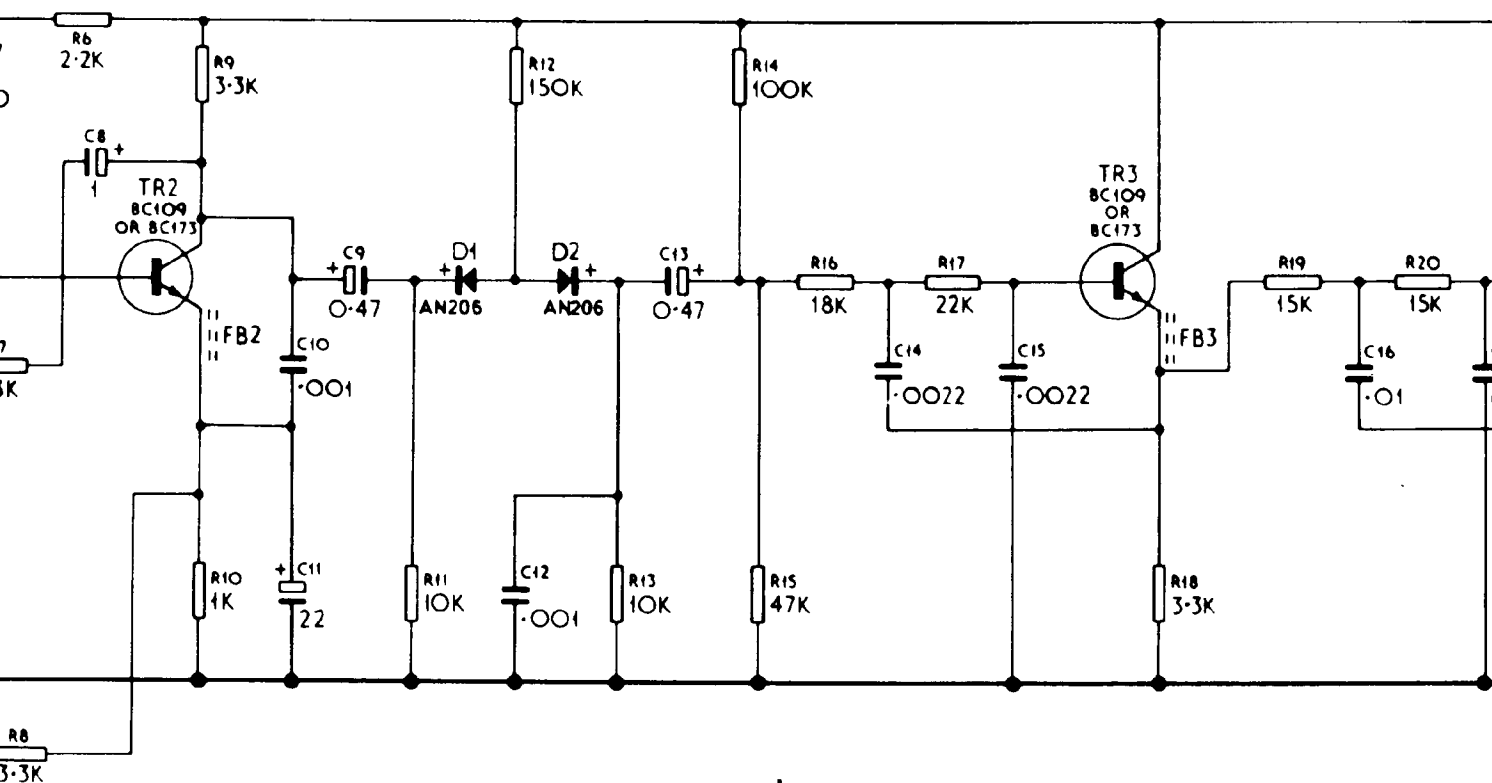 R6
2.2K
R9
3·3K
R12
150K
R14
100K
C8
+
1
TR2
BC109
OR BC173
TR3
BC109
OR
BC173
+
C9
0·47
D1
+
AN206
D2
+
AN206
C13
+
0·47
R16
18K
R17
22K
R19
15K
R20
15K
FB2
FB3
C10
·001
C14
·0022
C15
·0022
C16
·01
R10
1K
+
C11
22
R11
10K
C12
·001
R13
10K
R15
47K
R18
3·3K
R8
3·3K